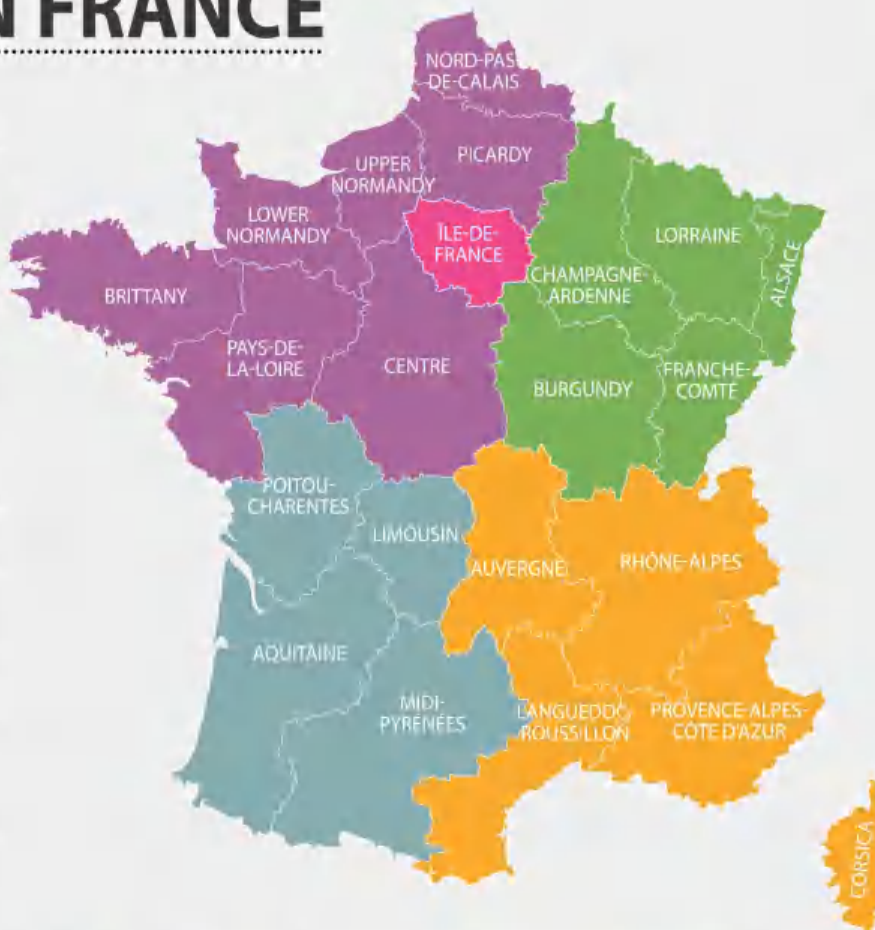 N FRANCE
NORD-PAS-
DE-CALAIS
PICARDY
UPPER
NORMANDY
LOWER
NORMANDY
ÎLE-DE-
FRANCE
LORRAINE
ALSACE
CHAMPAGNE-
ARDENNE
BRITTANY
PAYS-DE-
LA-LOIRE
CENTRE
BURGUNDY
FRANCHE-
COMTÉ
POITOU-
CHARENTES
LIMOUSIN
AUVERGNE
RHÔNE-ALPES
AQUITAINE
MIDI-
PYRÉNÉES
LANGUEDOC-
ROUSSILLON
PROVENCE-ALPES-
CÔTE D'AZUR
CORSICA